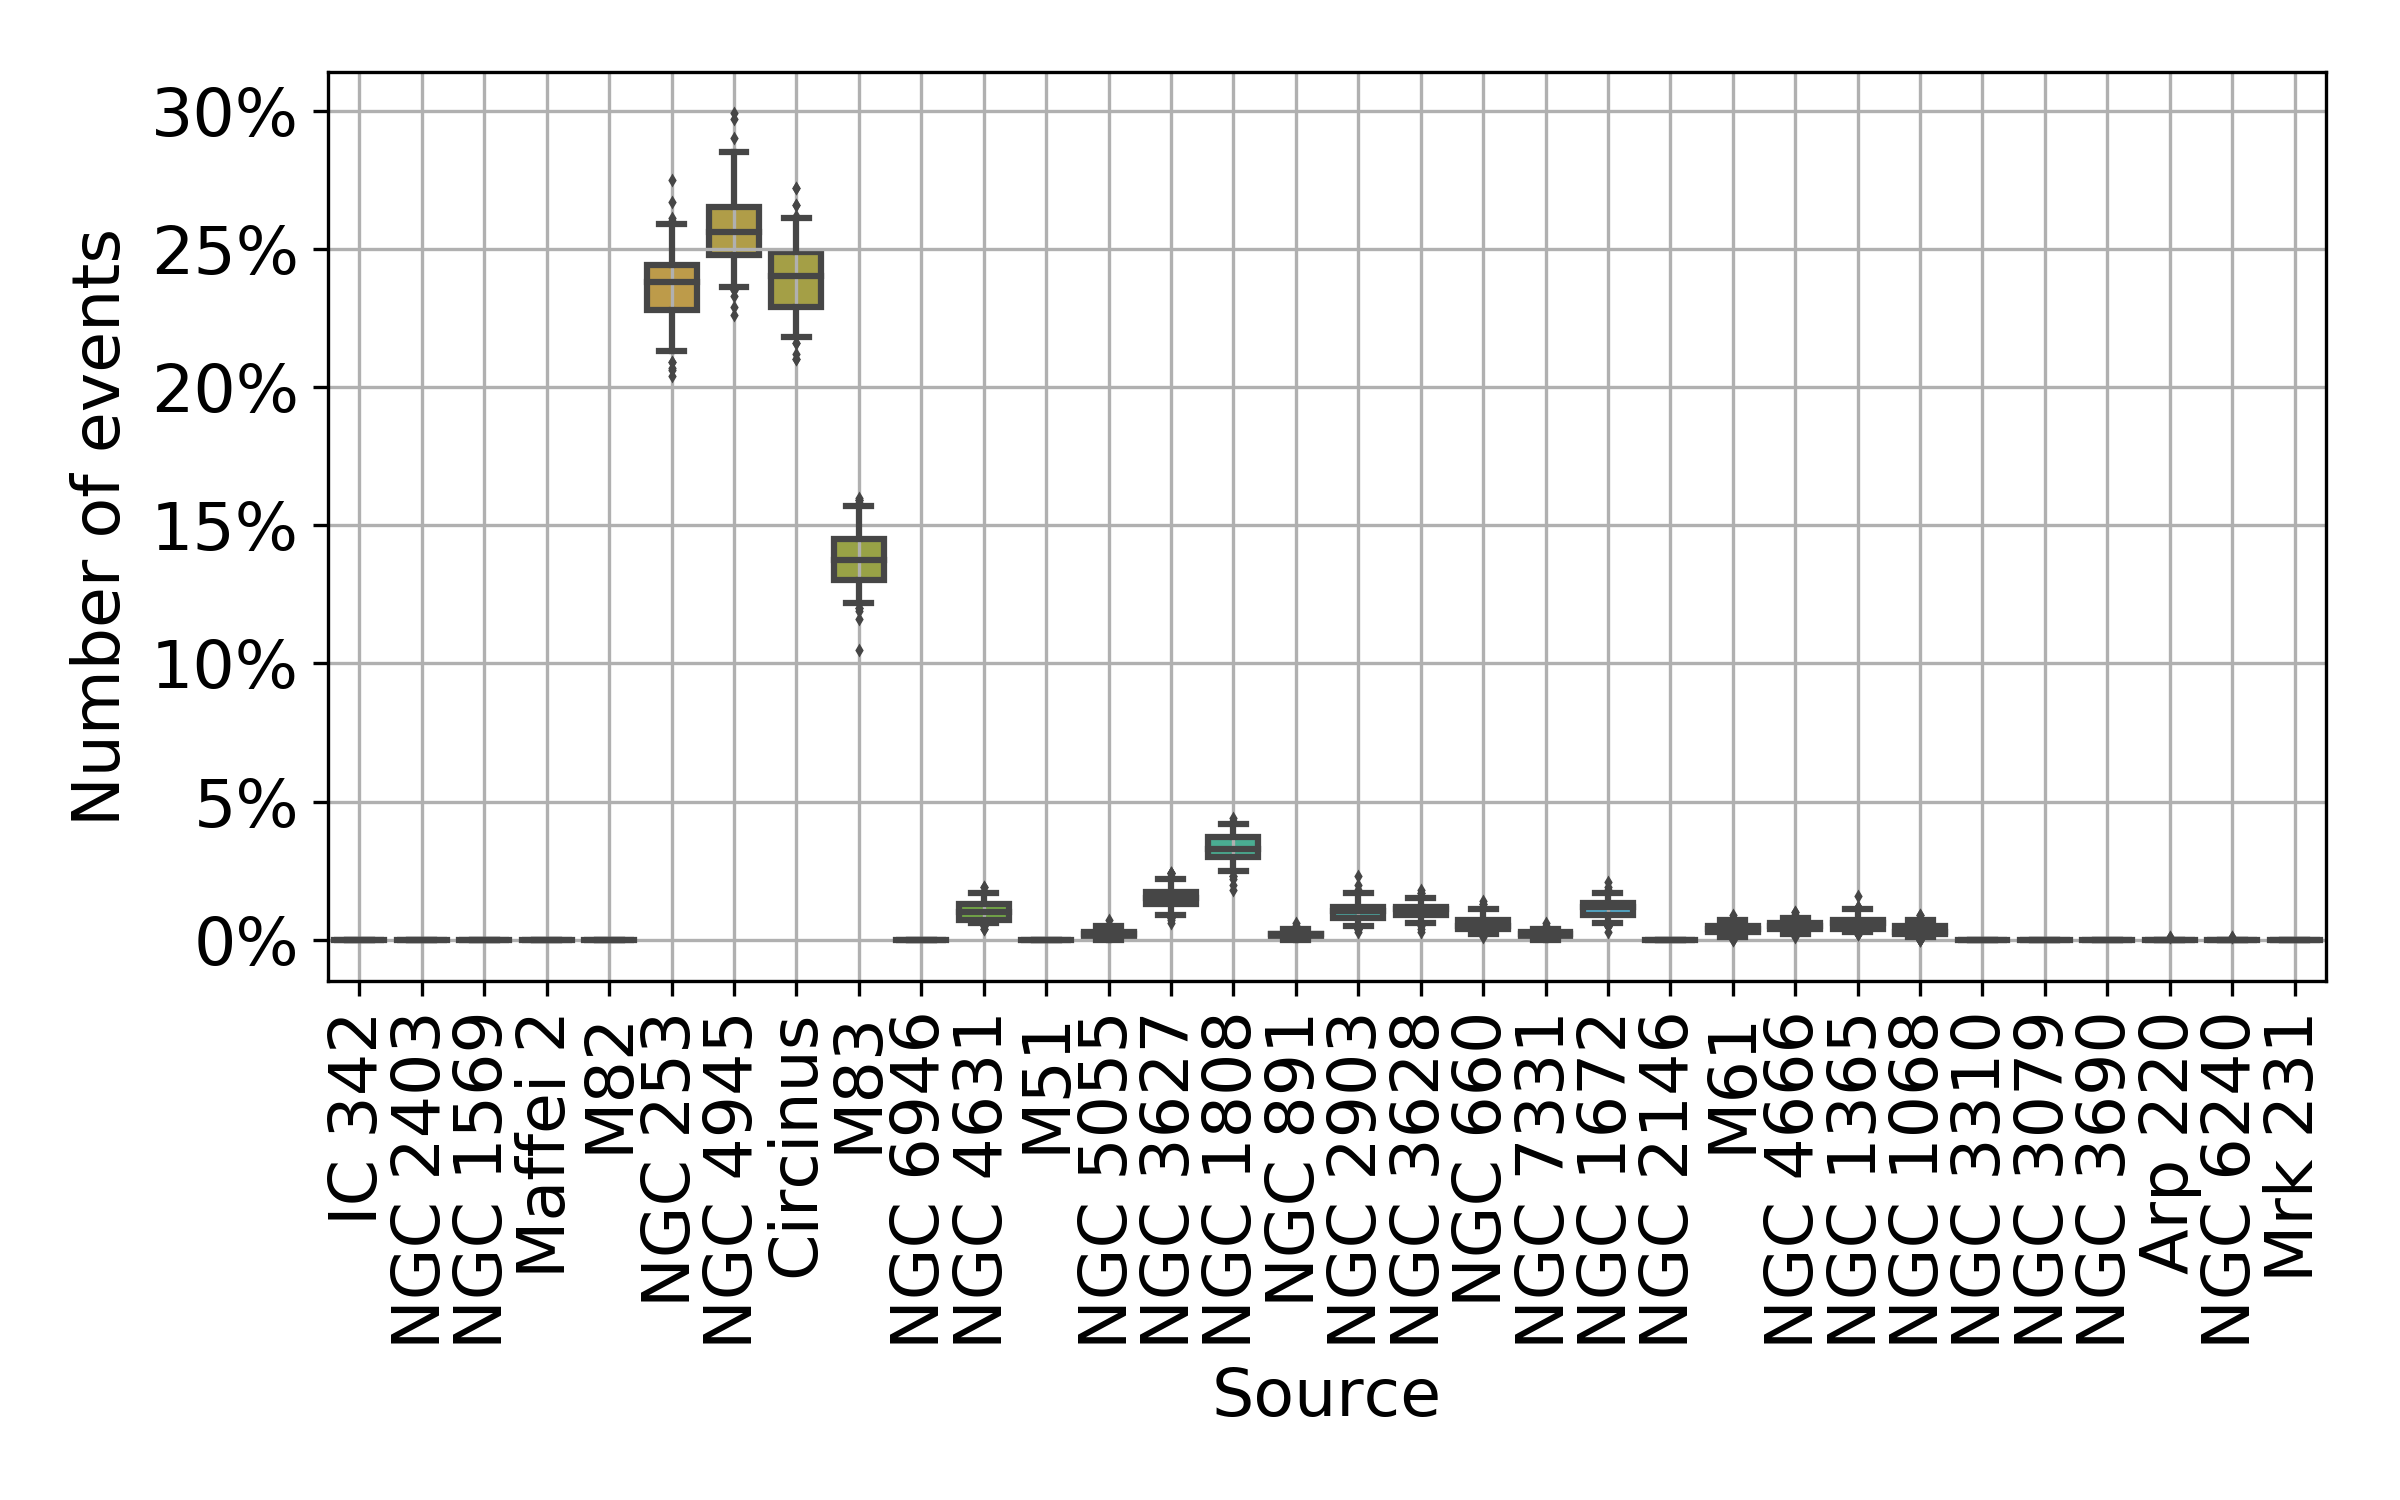 30%
25%
20%
15%
10%
5%
0%
Number of events
IC 342
NGC 2403
NGC 1569
Maffei 2
M82
NGC 253
NGC 4945
Circinus
M83
NGC 6946
NGC 4631
M51
NGC 5055
NGC 3627
NGC 1808
NGC 891
NGC 2903
NGC 3628
NGC 660
NGC 7331
NGC 1672
NGC 2146
M61
NGC 4666
NGC 1365
NGC 1068
NGC 3310
NGC 3079
NGC 3690
Arp 220
NGC 6240
Mrk 231
Source